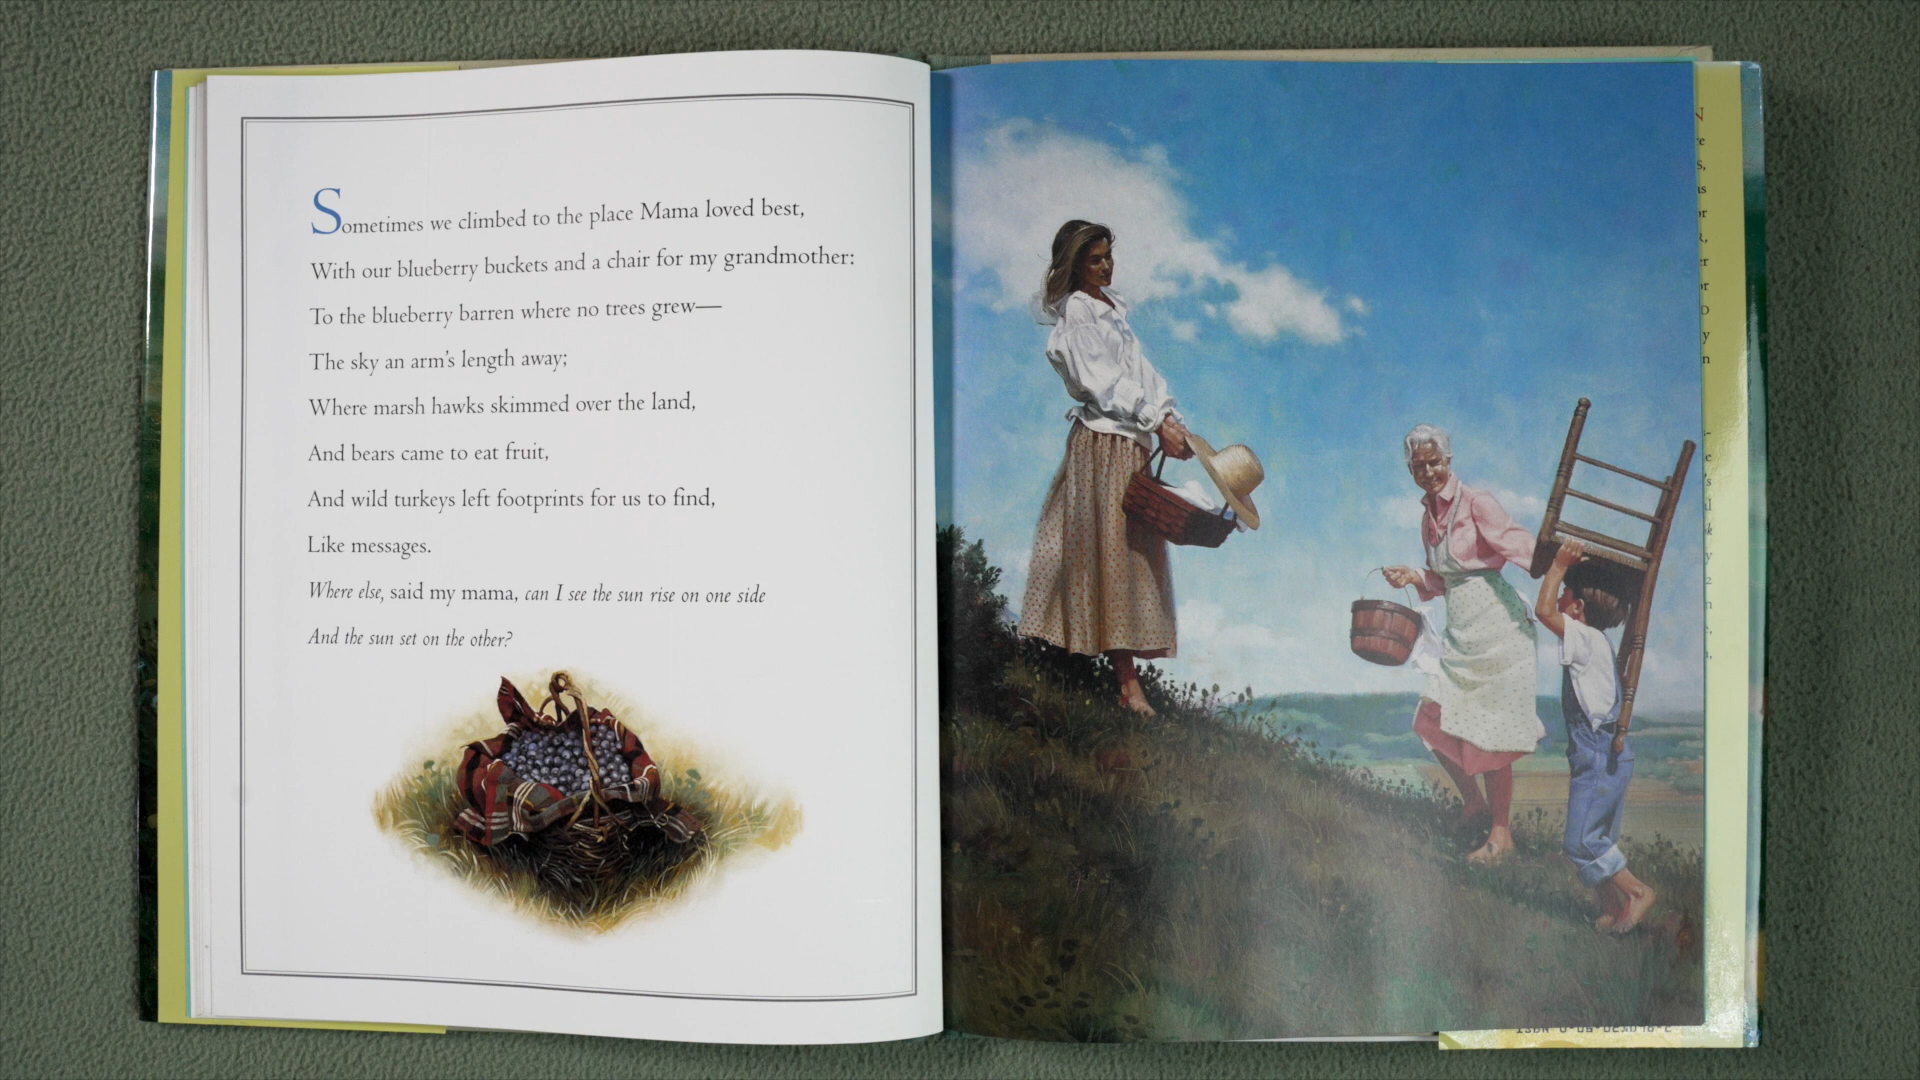 Sometimes we climbed to the place Mama loved best,
With our blueberry buckets and a chair for my grandmother:
To the blueberry barren where no trees grew—
The sky an arm's length away;
Where marsh hawks skimmed over the land,
And bears came to eat fruit,
And wild turkeys left footprints for us to find,
Like messages.
Where else, said my mama, can I see the sun rise on one side
And the sun set on the other?